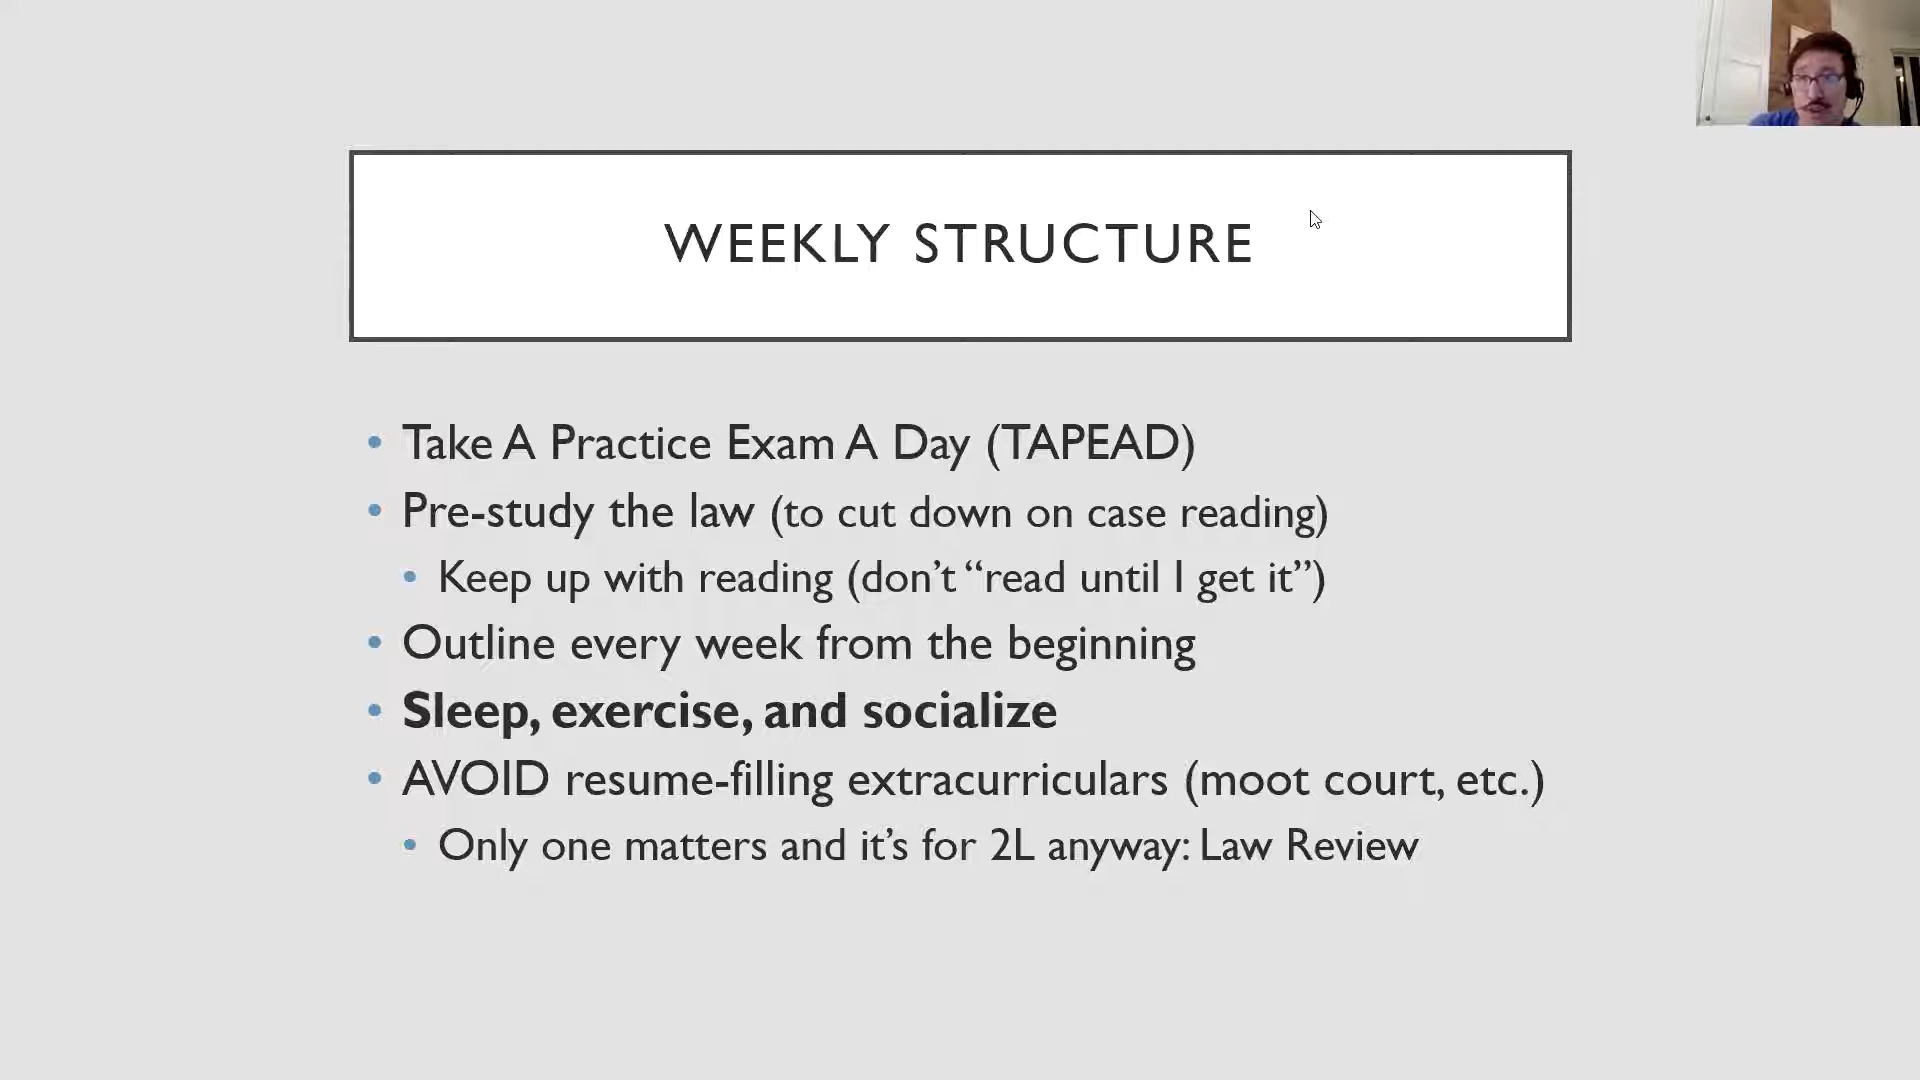 WEEKLY STRUCTURE
Take A Practice Exam A Day (TAPEAD)
Pre-study the law (to cut down on case reading)
Keep up with reading (don’t “read until I get it”)
Outline every week from the beginning
Sleep, exercise, and socialize
AVOID resume-filling extracurriculars (moot court, etc.)
Only one matters and it’s for 2L anyway: Law Review